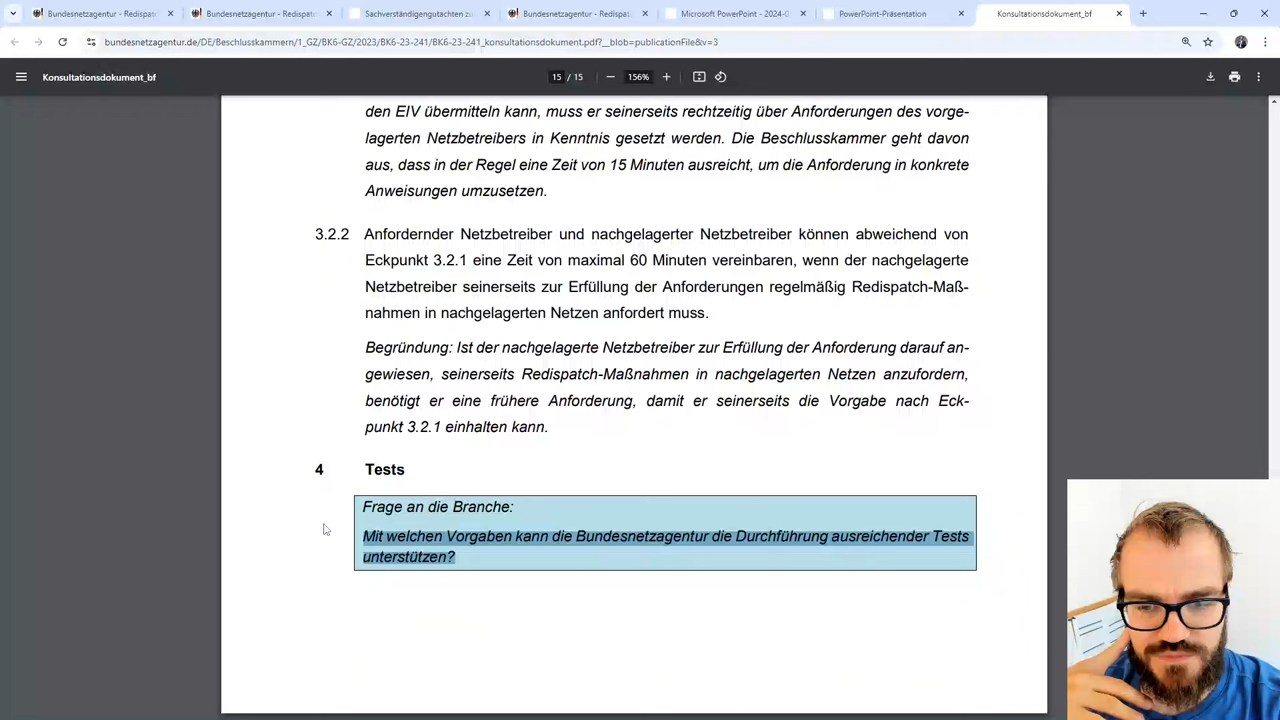 Bundesnetzagentur - Redispat
Bundesnetzagentur - Redispat
Sachverständigengutachten zu
Bundesnetzagentur - Redispat
Microsoft PowerPoint - 2024-0
PowerPoint-Präsentation
Konsultationsdokument_bf
bundesnetzagentur.de/DE/Beschlusskammern/1_GZ/BK6-GZ/2023/BK6-23-241/BK6-23-241_konsultationsdokument.pdf?__blob=publicationFile&v=3
Konsultationsdokument_bf
15 / 15
156%
den EIV übermitteln kann, muss er seinerseits rechtzeitig über Anforderungen des vorge-
lagerten Netzbetreibers in Kenntnis gesetzt werden. Die Beschlusskammer geht davon
aus, dass in der Regel eine Zeit von 15 Minuten ausreicht, um die Anforderung in konkrete
Anweisungen umzusetzen.
3.2.2 Anfordernder Netzbetreiber und nachgelagerter Netzbetreiber können abweichend von
Eckpunkt 3.2.1 eine Zeit von maximal 60 Minuten vereinbaren, wenn der nachgelagerte
Netzbetreiber seinerseits zur Erfüllung der Anforderungen regelmäßig Redispatch-Maß-
nahmen in nachgelagerten Netzen anfordert muss.
Begründung: Ist der nachgelagerte Netzbetreiber zur Erfüllung der Anforderung darauf an-
gewiesen, seinerseits Redispatch-Maßnahmen in nachgelagerten Netzen anzufordern,
benötigt er eine frühere Anforderung, damit er seinerseits die Vorgabe nach Eck-
punkt 3.2.1 einhalten kann.
4 Tests
Frage an die Branche:
Mit welchen Vorgaben kann die Bundesnetzagentur die Durchführung ausreichender Tests
unterstützen?